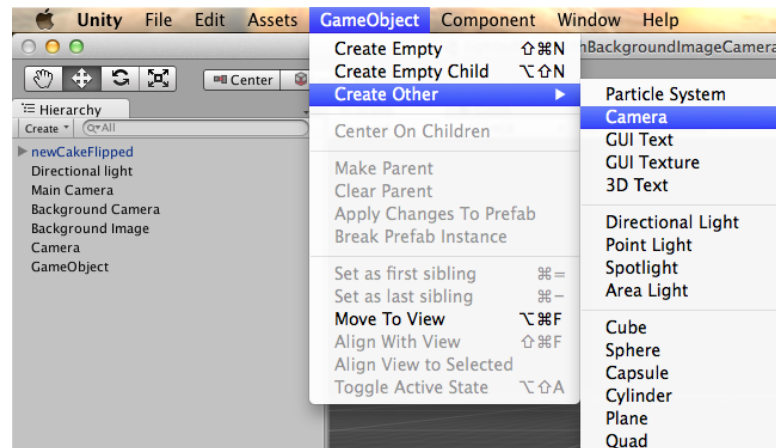 Unity File Edit Assets GameObject Component Window Help
nBackgroundImageCamera
Center
Hierarchy
Create
All
newCakeFlipped
Directional light
Main Camera
Background Camera
Background Image
Camera
GameObject
Create Empty ⇧⌘N
Create Empty Child ⌥⇧N
Create Other ▶
Center On Children
Make Parent
Clear Parent
Apply Changes To Prefab
Break Prefab Instance
Set as first sibling ⌘=
Set as last sibling ⌘-
Move To View ⌥⌘F
Align With View ⇧⌘F
Align View to Selected
Toggle Active State ⌥⇧A
Particle System
Camera
GUI Text
GUI Texture
3D Text
Directional Light
Point Light
Spotlight
Area Light
Cube
Sphere
Capsule
Cylinder
Plane
Quad